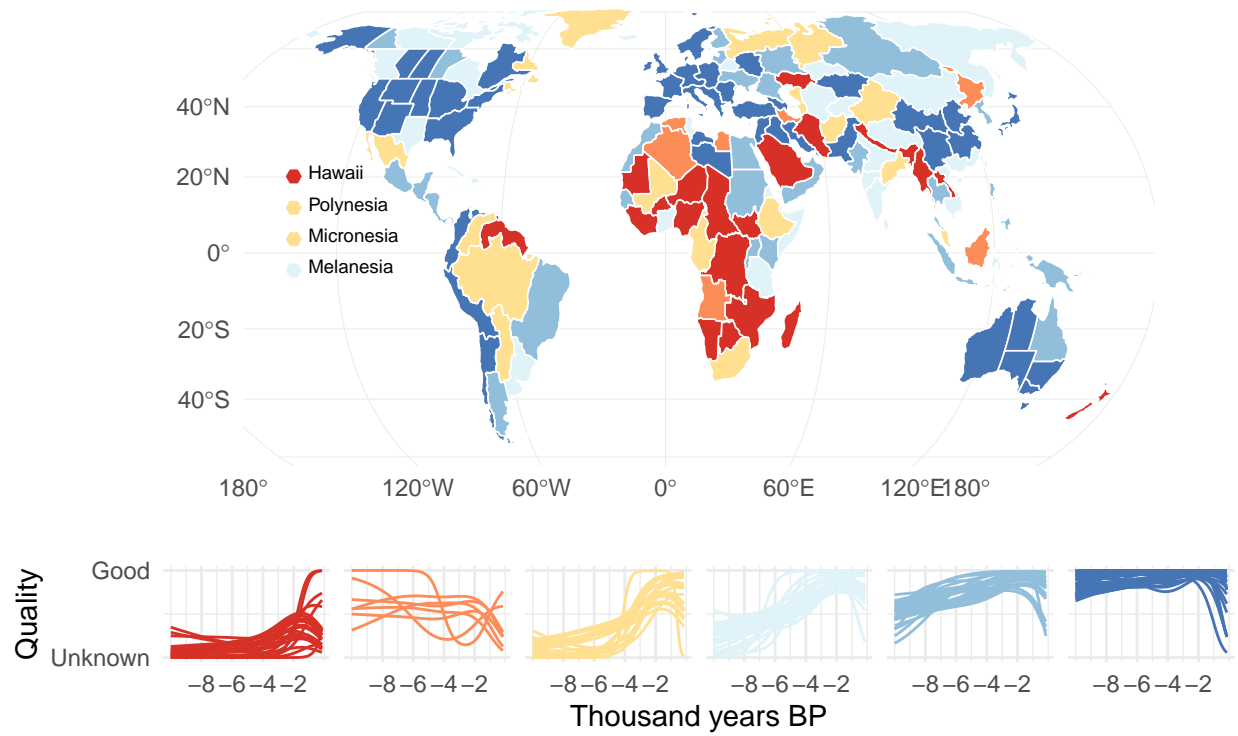 40°N
20°N
0°
20°S
40°S
Hawaii
Polynesia
Micronesia
Melanesia
180° 120°W 60°W 0° 60°E 120°E 180°
Quality
Good
Unknown
−8 −6 −4 −2 −8 −6 −4 −2 −8 −6 −4 −2 −8 −6 −4 −2 −8 −6 −4 −2 −8 −6 −4 −2
Thousand years BP